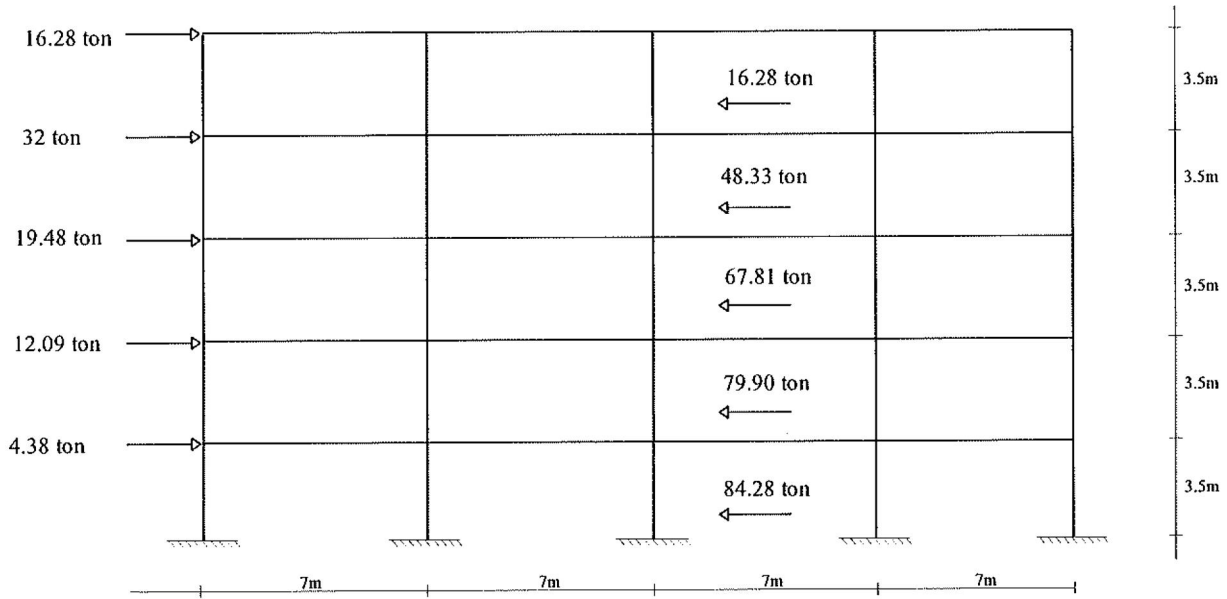 16.28 ton
16.28 ton
3.5m
32 ton
48.33 ton
3.5m
19.48 ton
67.81 ton
3.5m
12.09 ton
79.90 ton
3.5m
4.38 ton
84.28 ton
3.5m
7m 7m 7m 7m